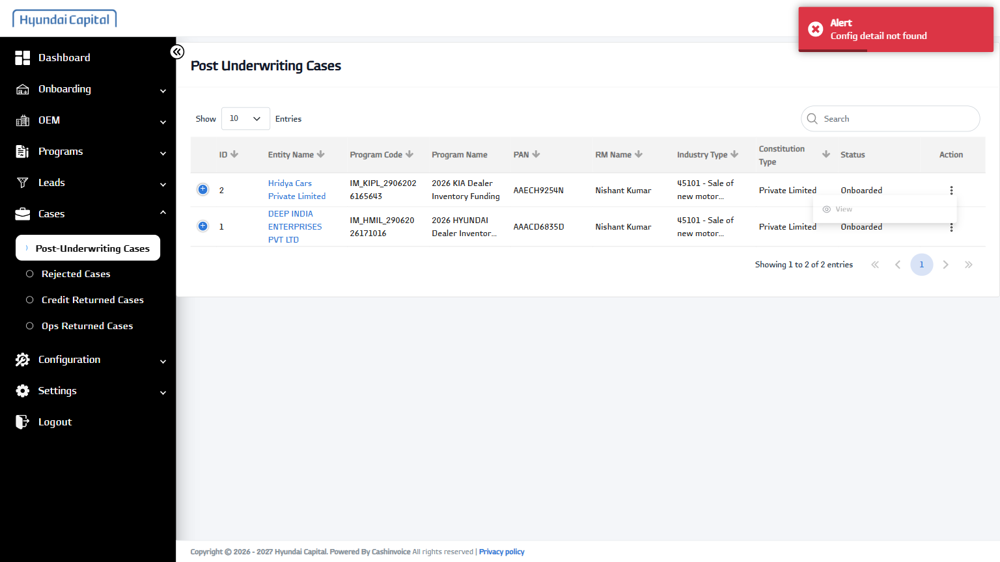 Hyundai Capital
Alert
Config detail not found
Dashboard
Onboarding
OEM
Programs
Leads
Cases
Post-Underwriting Cases
Rejected Cases
Credit Returned Cases
Ops Returned Cases
Configuration
Settings
Logout
Post Underwriting Cases
Show 10 Entries
Search
ID Entity Name Program Code Program Name PAN RM Name Industry Type Constitution Type Status Action
2 Hridya Cars Private Limited IM_KIPL_29062026165643 2026 KIA Dealer Inventory Funding AAECH9254N Nishant Kumar 45101 - Sale of new motor... Private Limited Onboarded
View
1 DEEP INDIA ENTERPRISES PVT LTD IM_HMIL_29062026171016 2026 HYUNDAI Dealer Inventor... AAACD6835D Nishant Kumar 45101 - Sale of new motor... Private Limited Onboarded
Showing 1 to 2 of 2 entries 1
Copyright © 2026 - 2027 Hyundai Capital. Powered By Cashinvoice All rights reserved | Privacy policy